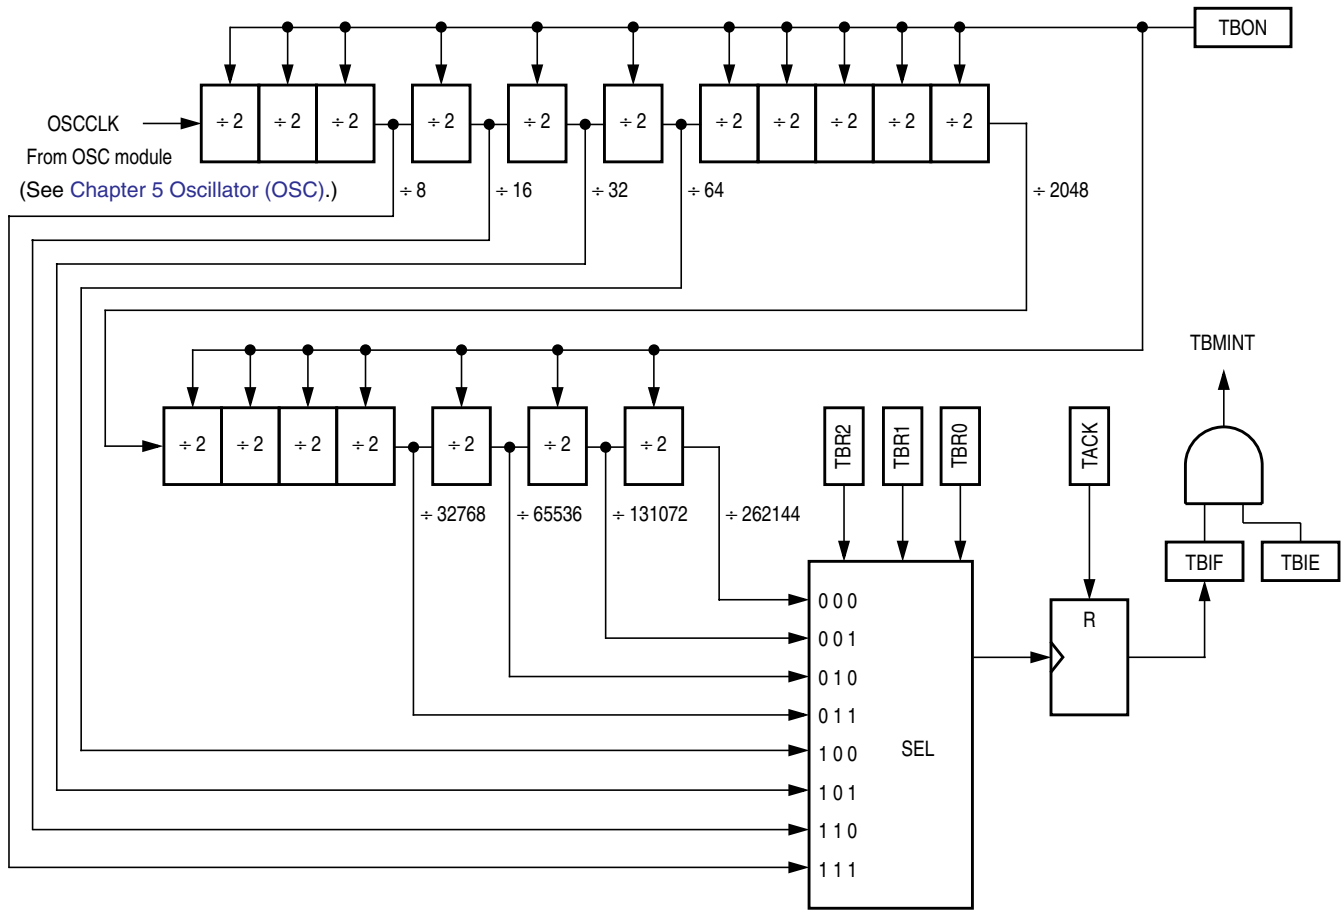 TBON
÷ 2 ÷ 2 ÷ 2 ÷ 2 ÷ 2 ÷ 2 ÷ 2 ÷ 2 ÷ 2 ÷ 2 ÷ 2
OSCCLK
From OSC module
(See Chapter 5 Oscillator (OSC).)
÷ 8 ÷ 16 ÷ 32 ÷ 64 ÷ 2048
TBMINT
÷ 2 ÷ 2 ÷ 2 ÷ 2 ÷ 2 ÷ 2 ÷ 2
TBR2
TBR1
TBR0
TACK
÷ 32768 ÷ 65536 ÷ 131072 ÷ 262144
TBIF TBIE
0 0 0
0 0 1
0 1 0
0 1 1
1 0 0
1 0 1
1 1 0
1 1 1
SEL
R